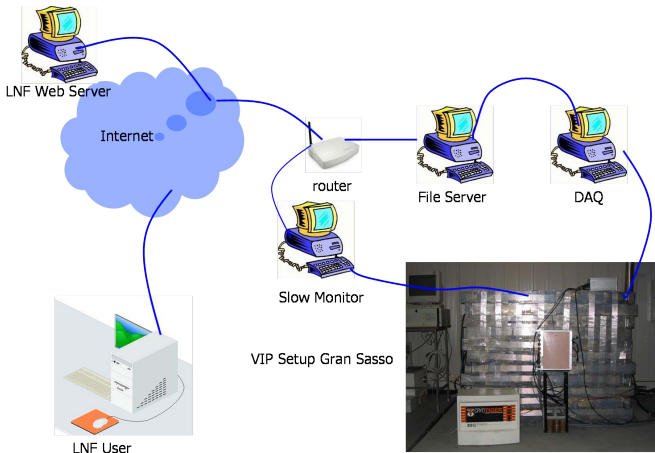 LNF Web Server
Internet
router
File Server
DAQ
Slow Monitor
VIP Setup Gran Sasso
LNF User